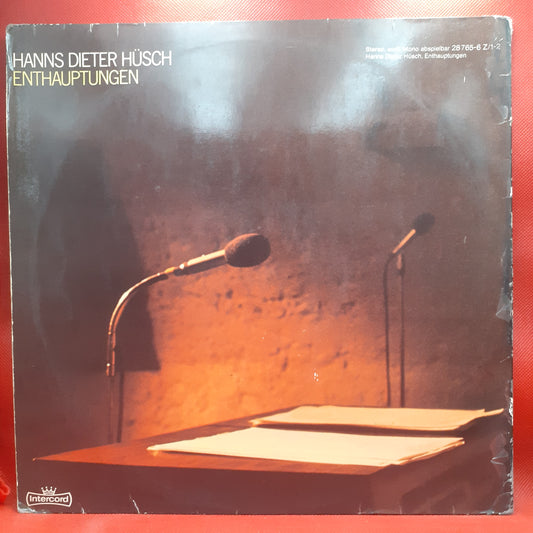 HANNS DIETER HÜSCH
ENTHAUPTUNGEN
Stereo, auch Mono abspielbar 28 765-6 Z/1-2
Hanns Dieter Hüsch, Enthauptungen
Intercord